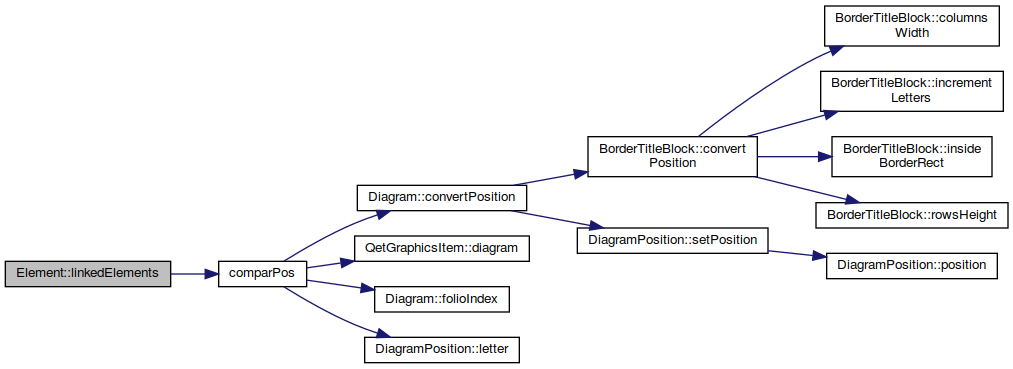 Element::linkedElements
comparPos
Diagram::convertPosition
QetGraphicsItem::diagram
Diagram::folioIndex
DiagramPosition::letter
BorderTitleBlock::convert
Position
DiagramPosition::setPosition
BorderTitleBlock::columns
Width
BorderTitleBlock::increment
Letters
BorderTitleBlock::inside
BorderRect
BorderTitleBlock::rowsHeight
DiagramPosition::position